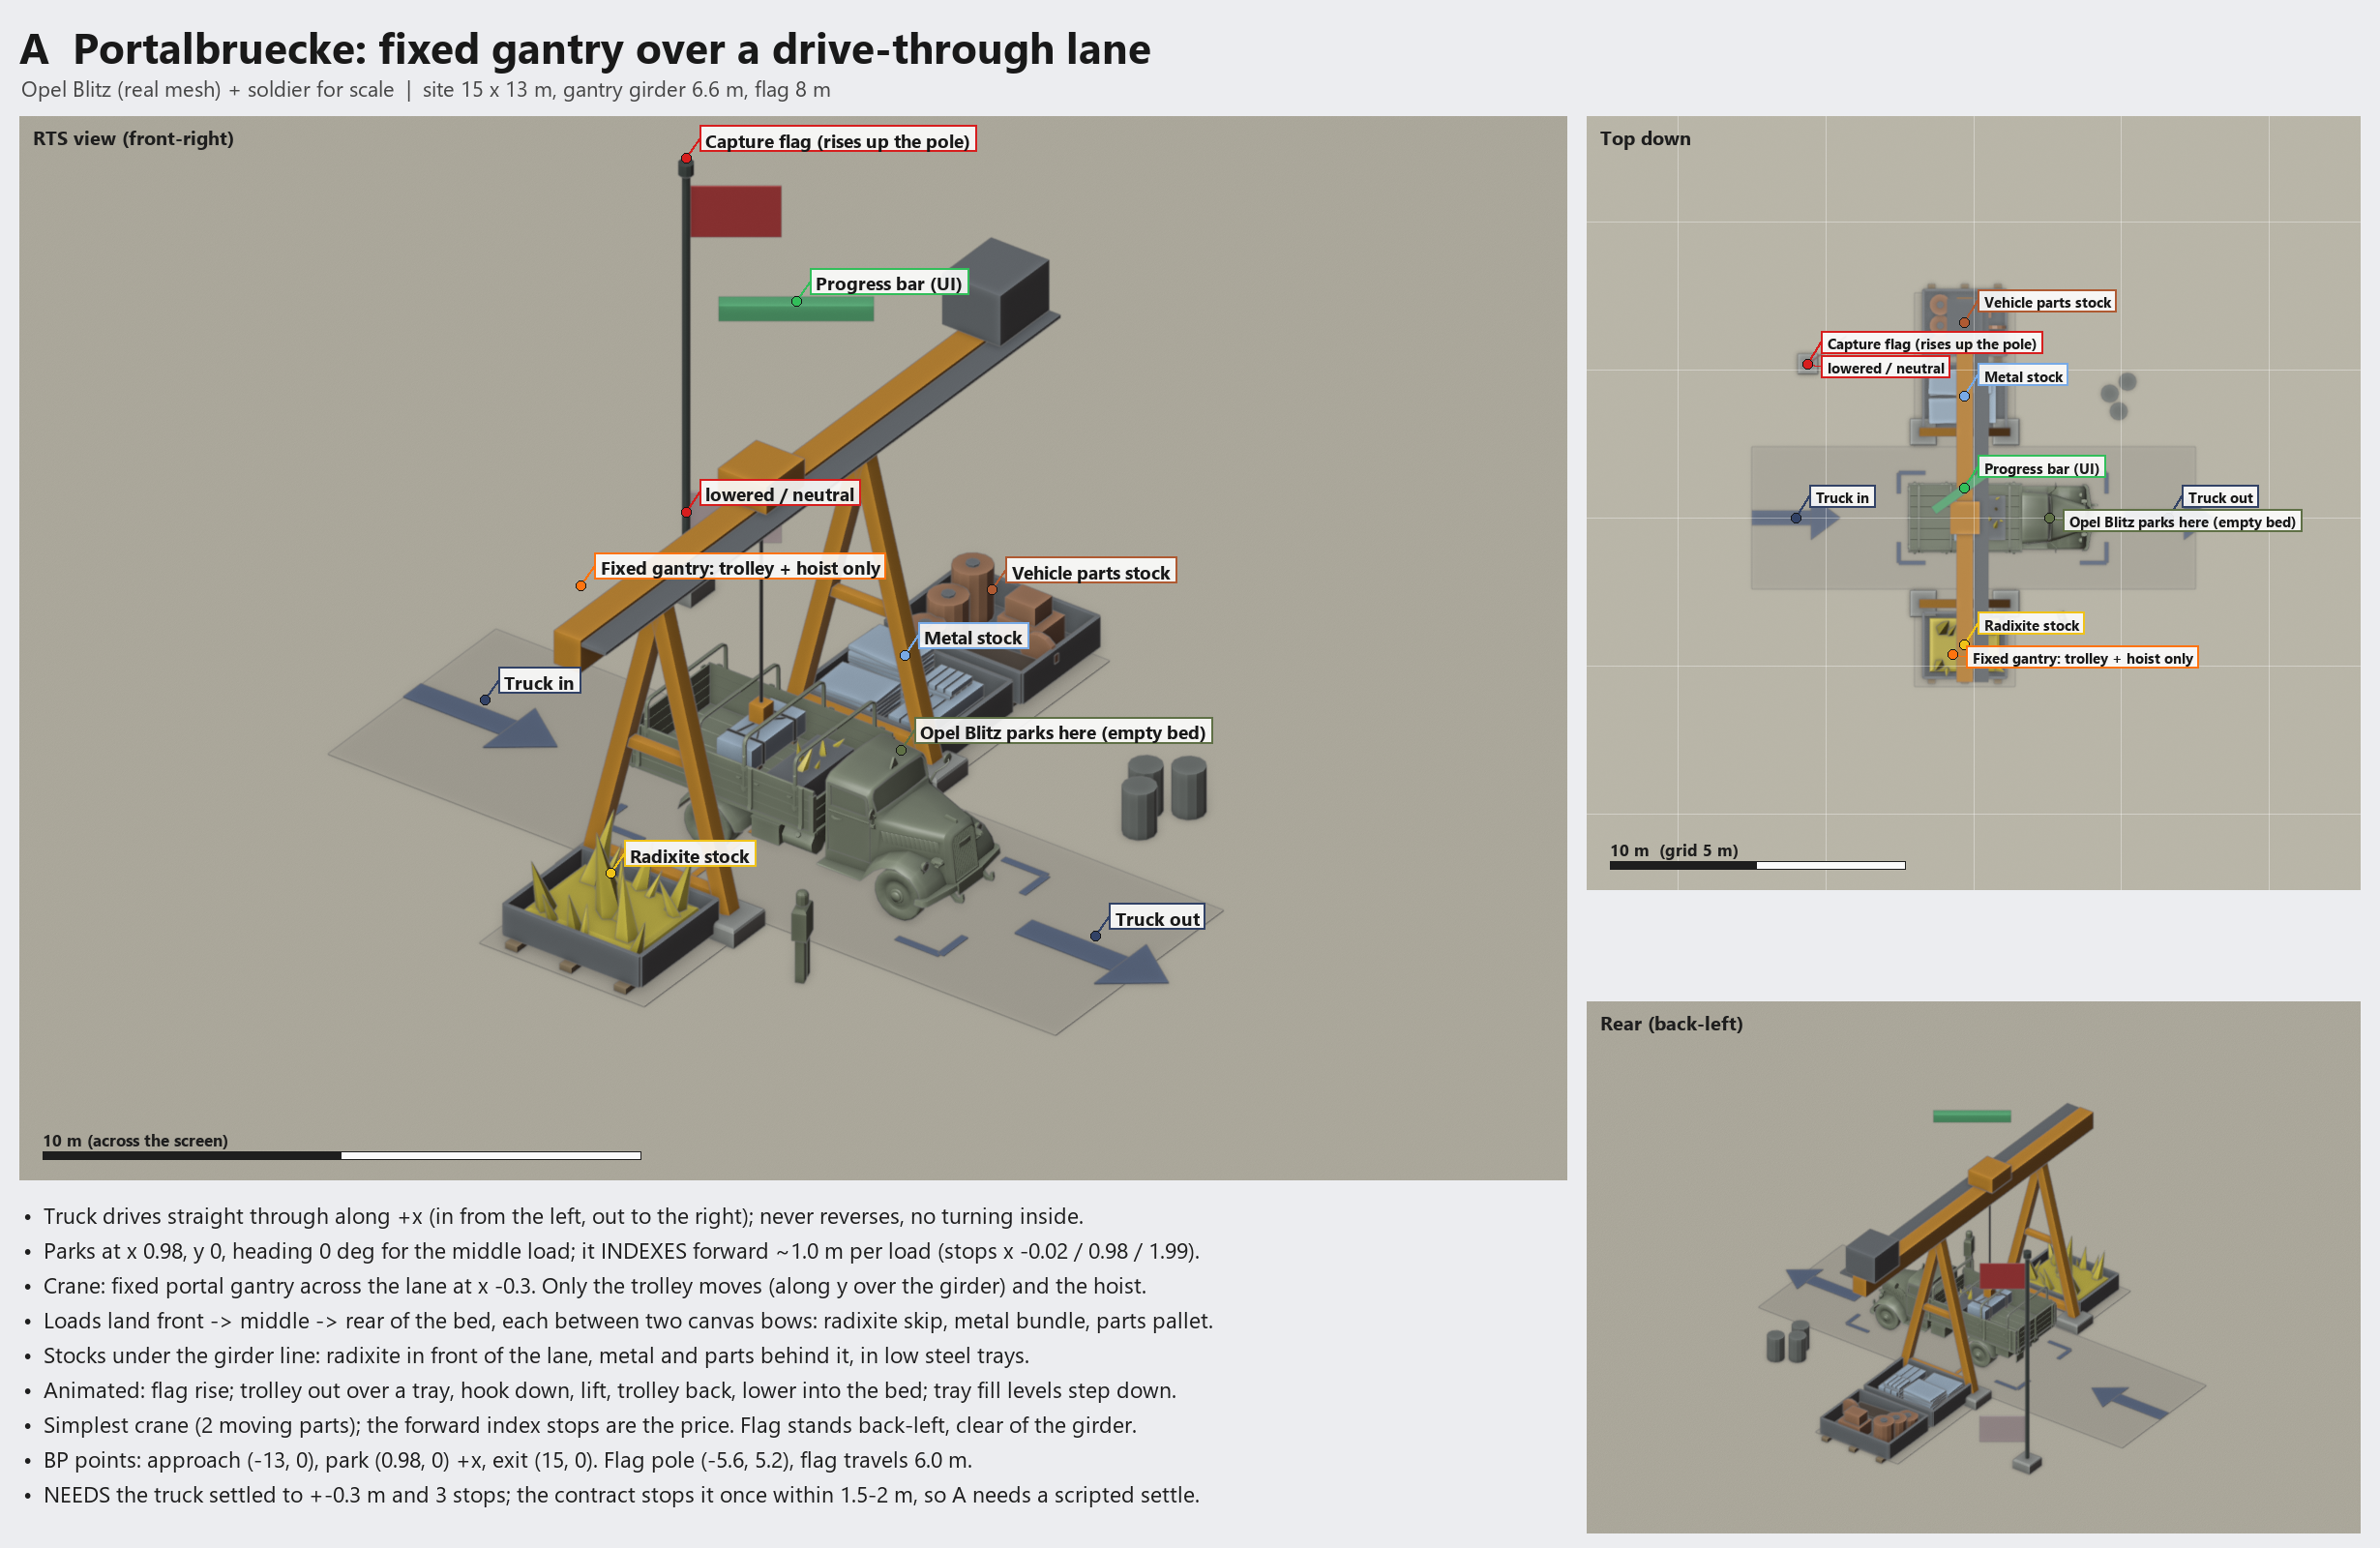 A Portalbruecke: fixed gantry over a drive-through lane
Opel Blitz (real mesh) + soldier for scale | site 15 x 13 m, gantry girder 6.6 m, flag 8 m
RTS view (front-right)
Capture flag (rises up the pole)
Progress bar (UI)
lowered / neutral
Fixed gantry: trolley + hoist only
Vehicle parts stock
Metal stock
Truck in
Opel Blitz parks here (empty bed)
Radixite stock
Truck out
10 m (across the screen)
Top down
Vehicle parts stock
Capture flag (rises up the pole)
lowered / neutral
Metal stock
Progress bar (UI)
Truck in
Truck out
Opel Blitz parks here (empty bed)
Radixite stock
Fixed gantry: trolley + hoist only
10 m (grid 5 m)
Rear (back-left)
• Truck drives straight through along +x (in from the left, out to the right); never reverses, no turning inside.
• Parks at x 0.98, y 0, heading 0 deg for the middle load; it INDEXES forward ~1.0 m per load (stops x -0.02 / 0.98 / 1.99).
• Crane: fixed portal gantry across the lane at x -0.3. Only the trolley moves (along y over the girder) and the hoist.
• Loads land front -> middle -> rear of the bed, each between two canvas bows: radixite skip, metal bundle, parts pallet.
• Stocks under the girder line: radixite in front of the lane, metal and parts behind it, in low steel trays.
• Animated: flag rise; trolley out over a tray, hook down, lift, trolley back, lower into the bed; tray fill levels step down.
• Simplest crane (2 moving parts); the forward index stops are the price. Flag stands back-left, clear of the girder.
• BP points: approach (-13, 0), park (0.98, 0) +x, exit (15, 0). Flag pole (-5.6, 5.2), flag travels 6.0 m.
• NEEDS the truck settled to +-0.3 m and 3 stops; the contract stops it once within 1.5-2 m, so A needs a scripted settle.